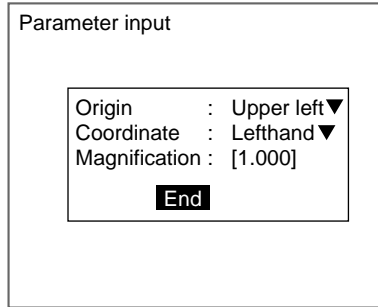 Parameter input
Origin : Upper left▼
Coordinate : Lefthand▼
Magnification : [1.000]
End